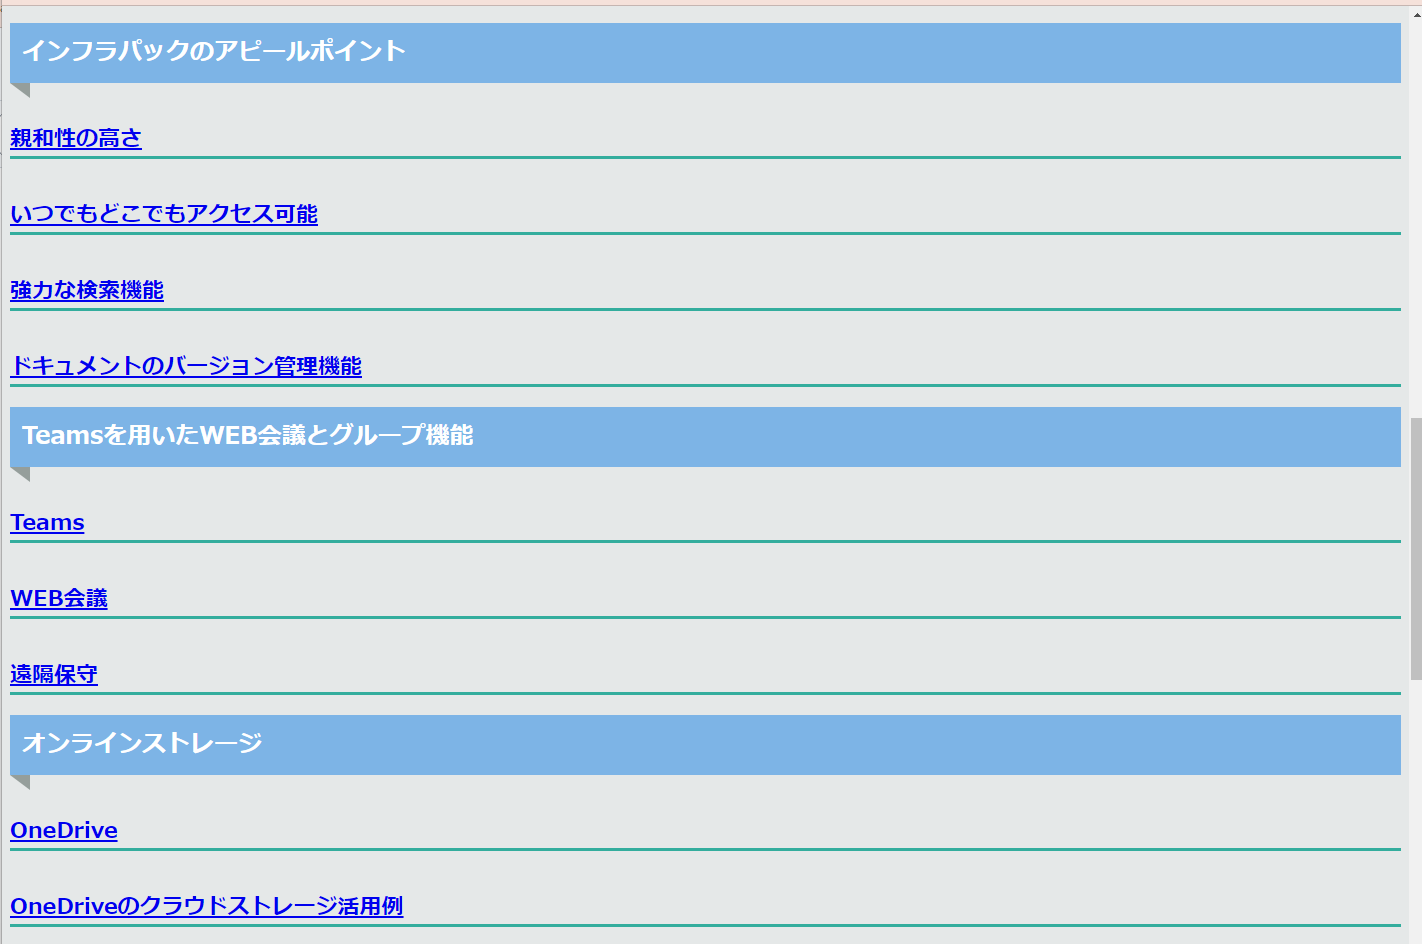 インフラパックのアピールポイント
親和性の高さ
いつでもどこでもアクセス可能
強力な検索機能
ドキュメントのバージョン管理機能
Teamsを用いたWEB会議とグループ機能
Teams
WEB会議
遠隔保守
オンラインストレージ
OneDrive
OneDriveのクラウドストレージ活用例